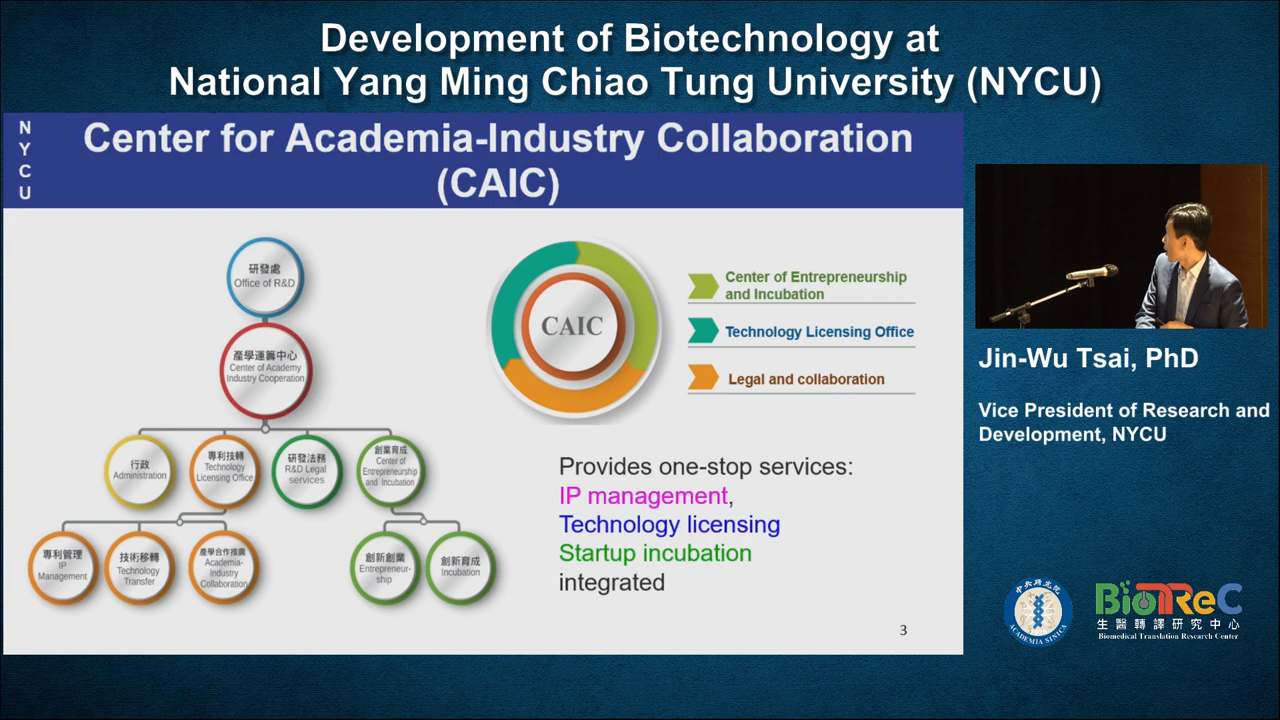 Development of Biotechnology at
National Yang Ming Chiao Tung University (NYCU)
N
Y
C
U
Center for Academia-Industry Collaboration
(CAIC)
研發處
Office of R&D
產學運籌中心
Center of Academy
Industry Cooperation
行政
Administration
專利技轉
Technology
Licensing Office
研發法務
R&D Legal
services
創業育成
Center of
Entrepreneurship
and Incubation
專利管理
IP
Management
技術移轉
Technology
Transfer
產學合作推廣
Academia-
Industry
Collaboration
創新創業
Entrepreneur-
ship
創新育成
Incubation
CAIC
Center of Entrepreneurship
and Incubation
Technology Licensing Office
Legal and collaboration
Provides one-stop services:
IP management,
Technology licensing
Startup incubation
integrated
3
Jin-Wu Tsai, PhD
Vice President of Research and
Development, NYCU
中央研究院
ACADEMIA SINICA
BioTReC
生醫轉譯研究中心
Biomedical Translation Research Center